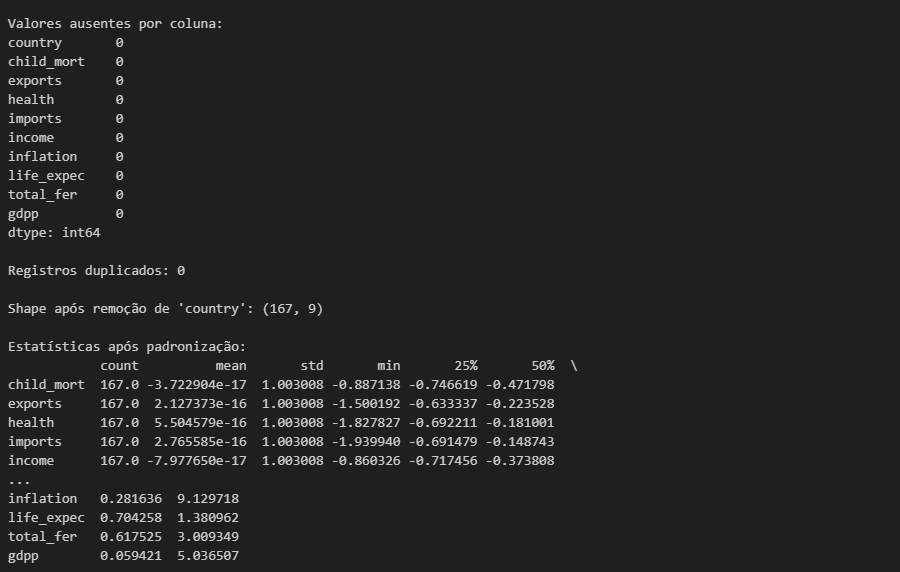 Valores ausentes por coluna:
country       0
child_mort    0
exports       0
health        0
imports       0
income        0
inflation     0
life_expec    0
total_fer     0
gdpp          0
dtype: int64

Registros duplicados: 0

Shape após remoção de 'country': (167, 9)

Estatísticas após padronização:
            count          mean       std       min       25%       50%  \
child_mort  167.0 -3.722904e-17  1.003008 -0.887138 -0.746619 -0.471798
exports     167.0  2.127373e-16  1.003008 -1.500192 -0.633337 -0.223528
health      167.0  5.504579e-16  1.003008 -1.827827 -0.692211 -0.181001
imports     167.0  2.765585e-16  1.003008 -1.939940 -0.691479 -0.148743
income      167.0 -7.977650e-17  1.003008 -0.860326 -0.717456 -0.373808
...
inflation   0.281636  9.129718
life_expec  0.704258  1.380962
total_fer   0.617525  3.009349
gdpp        0.059421  5.036507